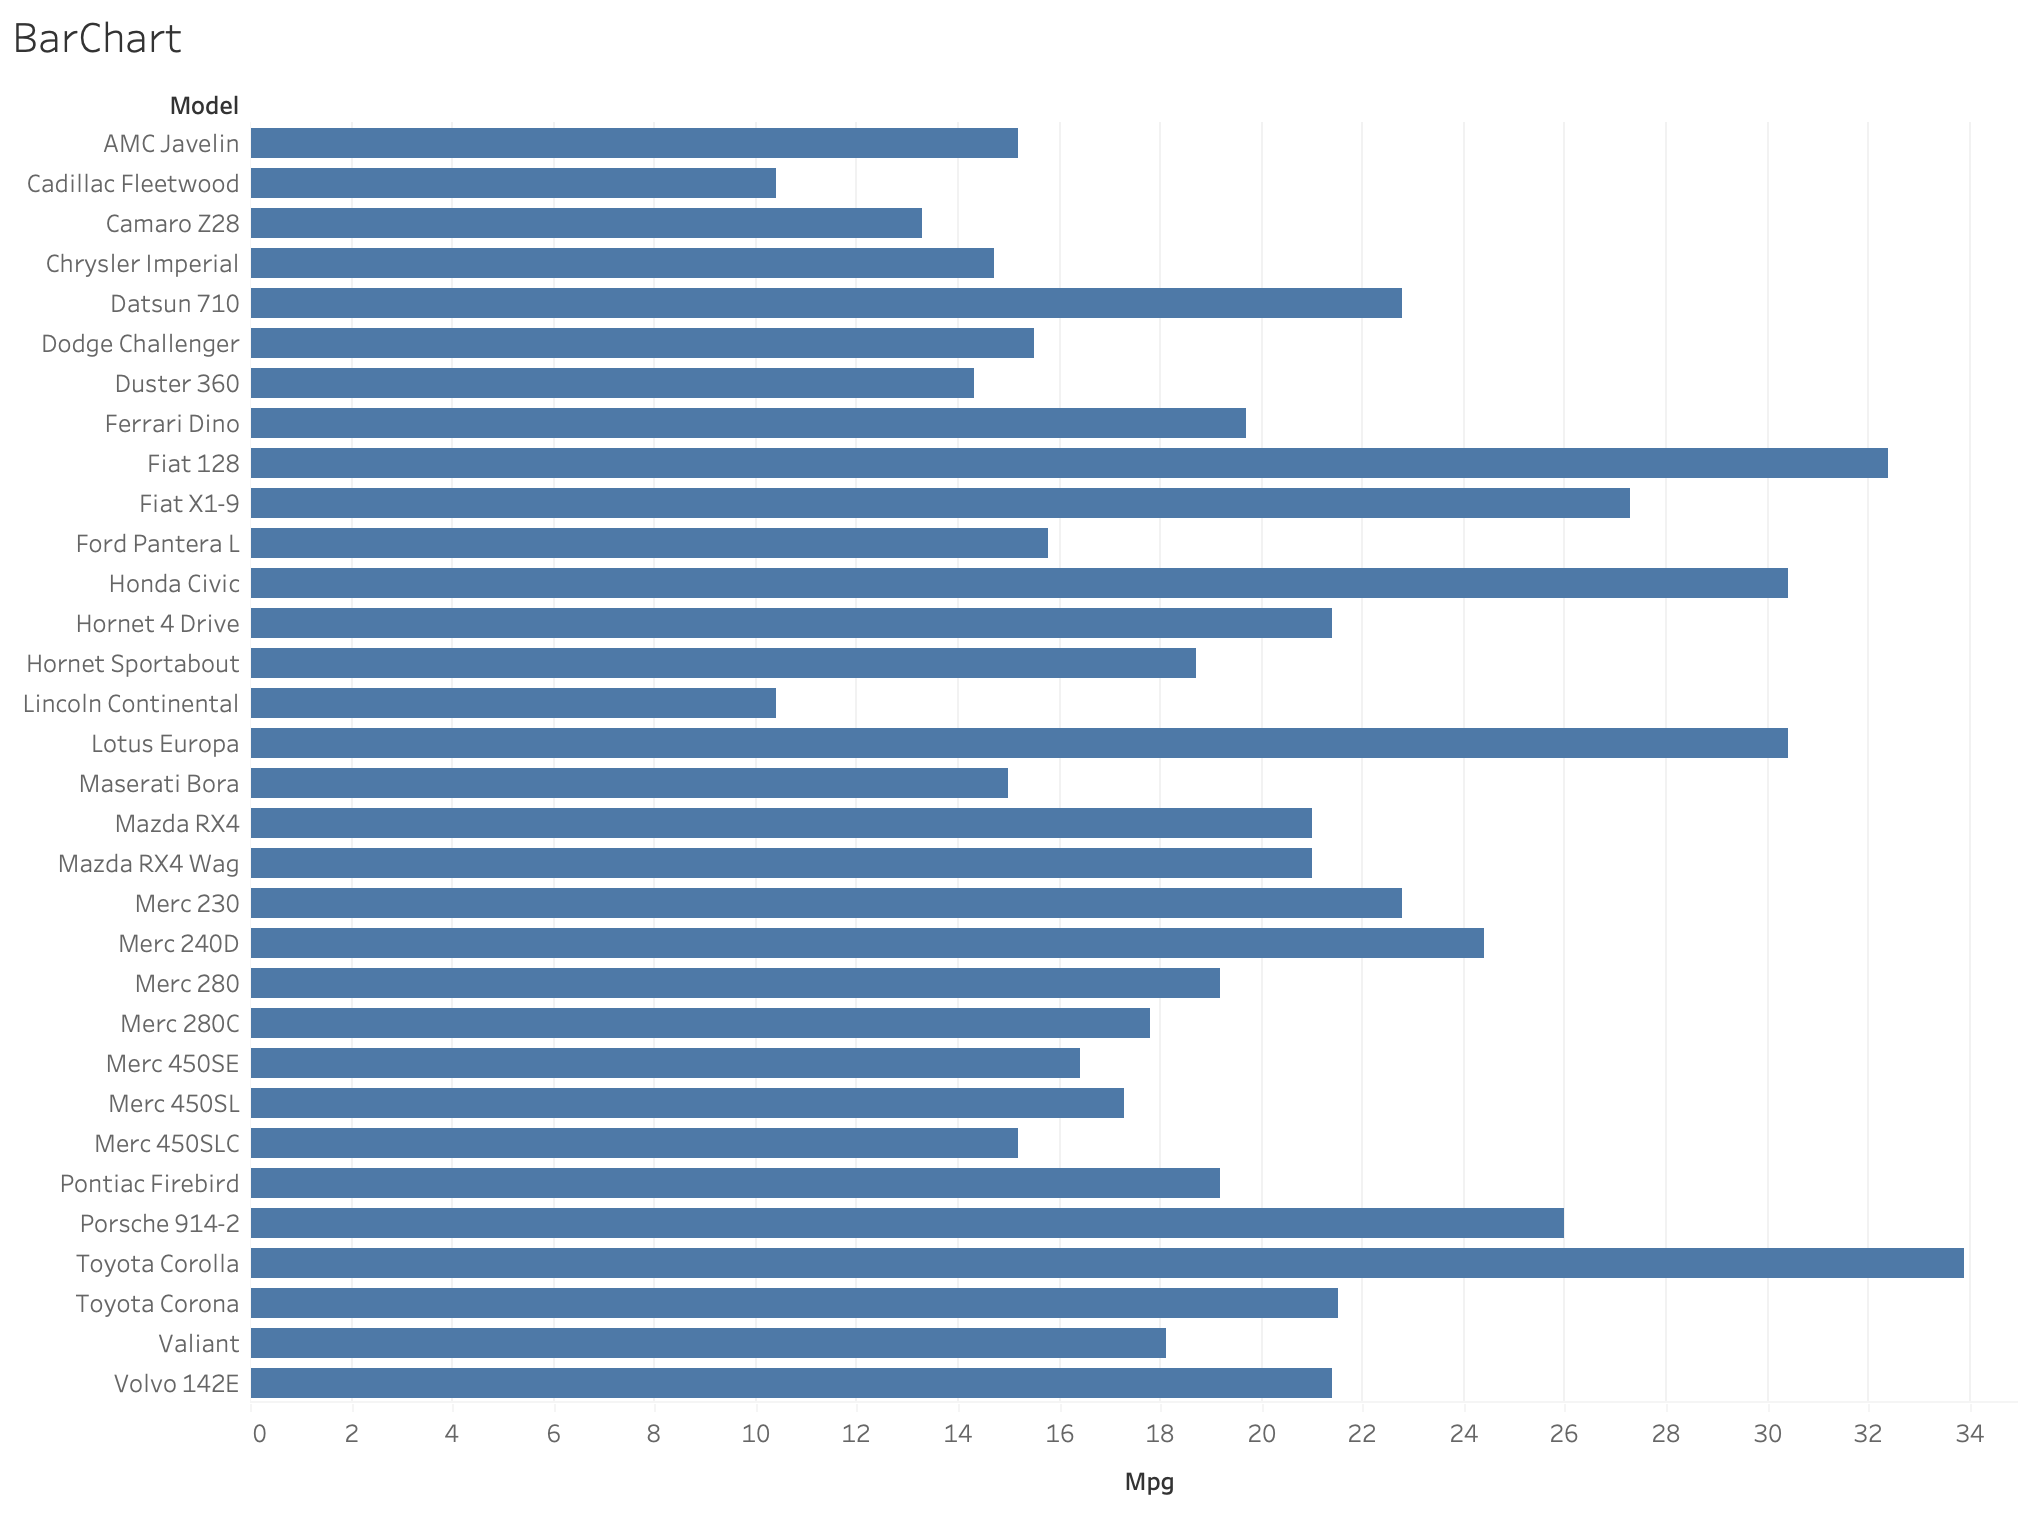 BarChart
Model
AMC Javelin
Cadillac Fleetwood
Camaro Z28
Chrysler Imperial
Datsun 710
Dodge Challenger
Duster 360
Ferrari Dino
Fiat 128
Fiat X1-9
Ford Pantera L
Honda Civic
Hornet 4 Drive
Hornet Sportabout
Lincoln Continental
Lotus Europa
Maserati Bora
Mazda RX4
Mazda RX4 Wag
Merc 230
Merc 240D
Merc 280
Merc 280C
Merc 450SE
Merc 450SL
Merc 450SLC
Pontiac Firebird
Porsche 914-2
Toyota Corolla
Toyota Corona
Valiant
Volvo 142E
0 2 4 6 8 10 12 14 16 18 20 22 24 26 28 30 32 34
Mpg